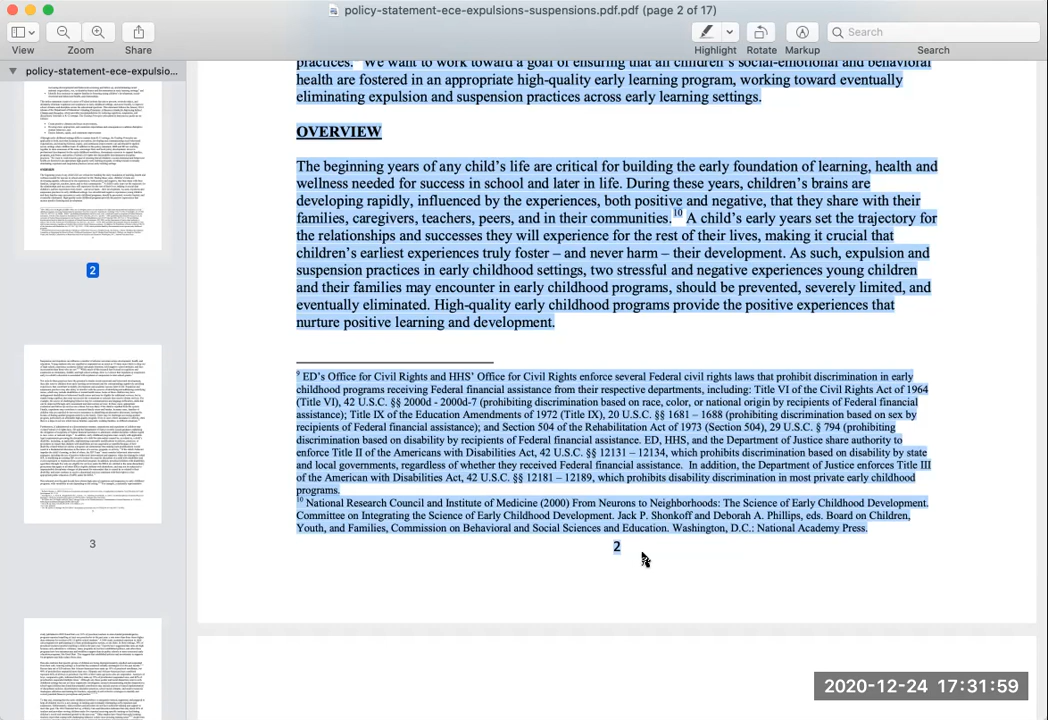 policy-statement-ece-expulsions-suspensions.pdf.pdf (page 2 of 17)
View
Zoom
Share
Highlight
Rotate
Markup
Search
Search
policy-statement-ece-expulsio...
2
3
practices. We want to work toward a goal of ensuring that all children's social-emotional and behavioral
health are fostered in an appropriate high-quality early learning program, working toward eventually
eliminating expulsion and suspension practices across early learning settings.
OVERVIEW
The beginning years of any child's life are critical for building the early foundation of learning, health and
wellness needed for success in school and later in life. During these years, children's brains are
developing rapidly, influenced by the experiences, both positive and negative, that they share with their
families, caregivers, teachers, peers, and in their communities.10 A child's early years set the trajectory for
the relationships and successes they will experience for the rest of their lives, making it crucial that
children's earliest experiences truly foster – and never harm – their development. As such, expulsion and
suspension practices in early childhood settings, two stressful and negative experiences young children
and their families may encounter in early childhood programs, should be prevented, severely limited, and
eventually eliminated. High-quality early childhood programs provide the positive experiences that
nurture positive learning and development.
9 ED's Office for Civil Rights and HHS' Office for Civil Rights enforce several Federal civil rights laws that prohibit discrimination in early
childhood programs receiving Federal financial assistance from their respective departments, including: Title VI of the Civil Rights Act of 1964
(Title VI), 42 U.S.C. §§ 2000d - 2000d-7 (prohibiting discrimination based on race, color, or national origin by recipients of Federal financial
assistance); Title IX of the Education Amendments of 1972 (Title IX), 20 U.S.C. §§ 1681 – 1688 (prohibiting discrimination based on sex by
recipients of Federal financial assistance); and Section 504 of the Rehabilitation Act of 1973 (Section 504), 29 U.S.C. § 794 (prohibiting
discrimination based on disability by recipients of Federal financial assistance. ED, HHS, and the Department of Justice share authority to
enforce Title II of the Americans with Disabilities Act, 42 U.S.C. §§ 12131 – 12134, which prohibits discrimination based on disability by state
and local governments, regardless of whether they received Federal financial assistance. In addition, the Department of Justice enforces Title III
of the American with Disabilities Act, 42 U.S.C. §§ 12181 – 12189, which prohibits disability discrimination in most private early childhood
programs.
10 National Research Council and Institute of Medicine (2000) From Neurons to Neighborhoods: The Science of Early Childhood Development.
Committee on Integrating the Science of Early Childhood Development. Jack P. Shonkoff and Deborah A. Phillips, eds. Board on Children,
Youth, and Families, Commission on Behavioral and Social Sciences and Education. Washington, D.C.: National Academy Press.
2
2020-12-24 17:31:59